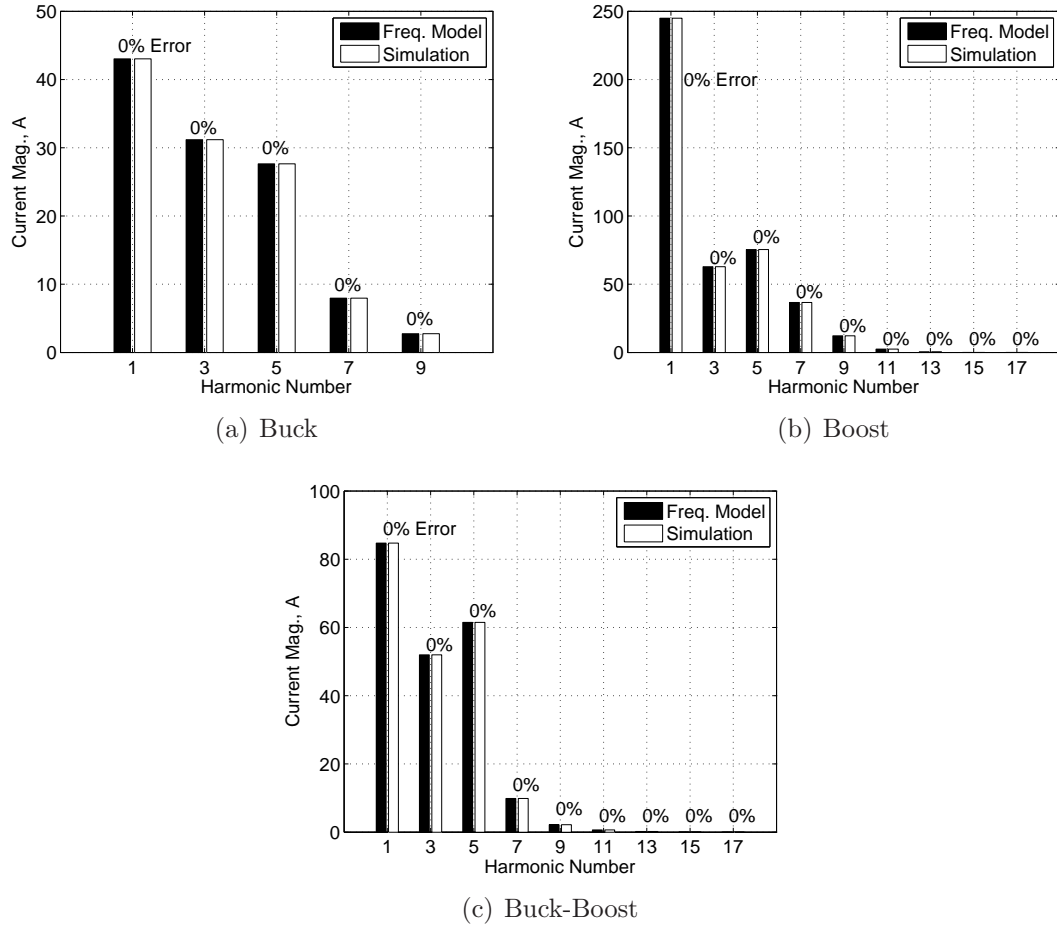 50
40
30
20
10
0
Current Mag., A
0% Error
0%
0%
0%
0%
Freq. Model
Simulation
1 3 5 7 9
Harmonic Number
(a) Buck
250
200
150
100
50
0
Current Mag., A
0% Error
0%
0%
0%
0%
0%
0%
0%
0%
Freq. Model
Simulation
1 3 5 7 9 11 13 15 17
Harmonic Number
(b) Boost
100
80
60
40
20
0
Current Mag., A
0% Error
0%
0%
0%
0%
0%
0%
0%
0%
Freq. Model
Simulation
1 3 5 7 9 11 13 15 17
Harmonic Number
(c) Buck-Boost